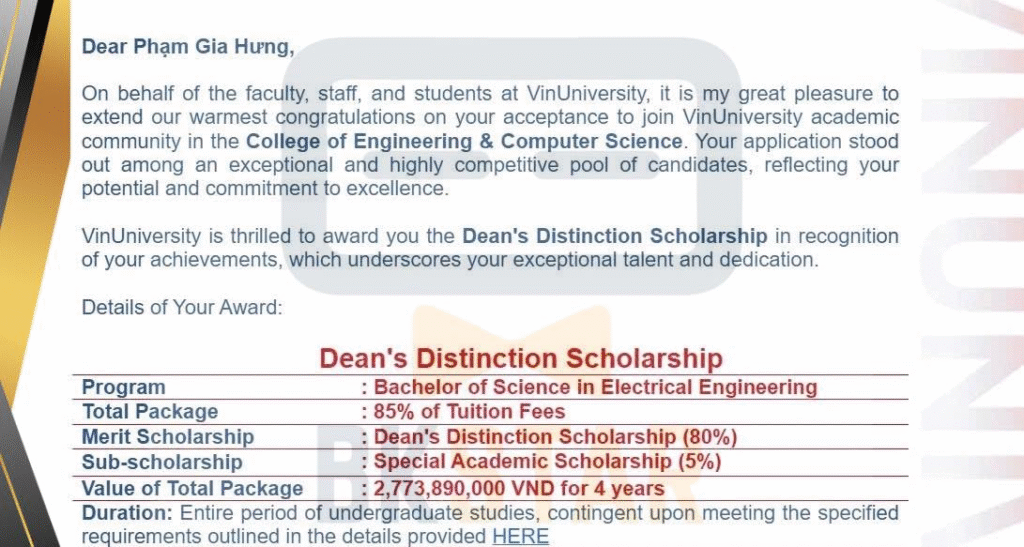 Dear Phạm Gia Hưng,
On behalf of the faculty, staff, and students at VinUniversity, it is my great pleasure to
extend our warmest congratulations on your acceptance to join VinUniversity academic
community in the College of Engineering & Computer Science. Your application stood
out among an exceptional and highly competitive pool of candidates, reflecting your
potential and commitment to excellence.
VinUniversity is thrilled to award you the Dean's Distinction Scholarship in recognition
of your achievements, which underscores your exceptional talent and dedication.
Details of Your Award:
Dean's Distinction Scholarship
Program : Bachelor of Science in Electrical Engineering
Total Package : 85% of Tuition Fees
Merit Scholarship : Dean's Distinction Scholarship (80%)
Sub-scholarship : Special Academic Scholarship (5%)
Value of Total Package : 2,773,890,000 VND for 4 years
Duration: Entire period of undergraduate studies, contingent upon meeting the specified
requirements outlined in the details provided HERE